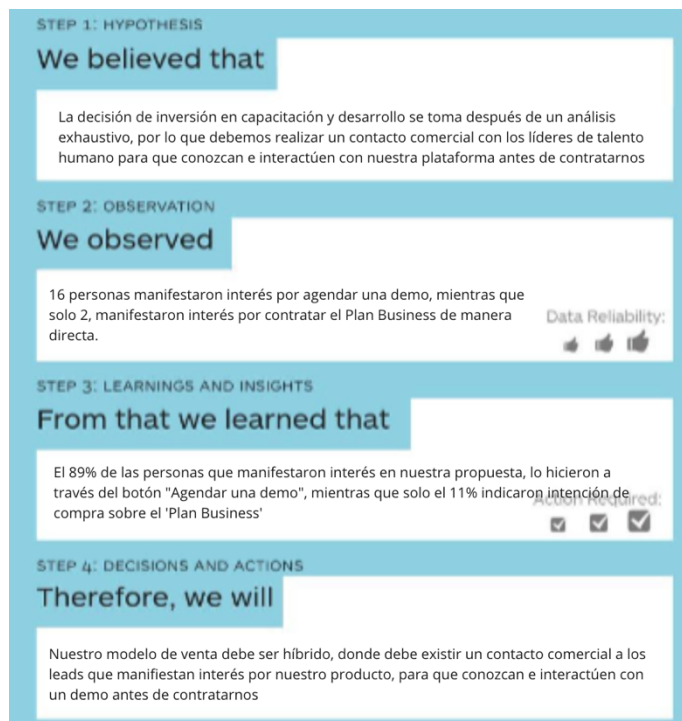 STEP 1: HYPOTHESIS
We believed that
La decisión de inversión en capacitación y desarrollo se toma después de un análisis
exhaustivo, por lo que debemos realizar un contacto comercial con los líderes de talento
humano para que conozcan e interactúen con nuestra plataforma antes de contratarnos
STEP 2: OBSERVATION
We observed
16 personas manifestaron interés por agendar una demo, mientras que
solo 2, manifestaron interés por contratar el Plan Business de manera
directa.
Data Reliability:
STEP 3: LEARNINGS AND INSIGHTS
From that we learned that
El 89% de las personas que manifestaron interés en nuestra propuesta, lo hicieron a
través del botón "Agendar una demo", mientras que solo el 11% indicaron intención de
compra sobre el 'Plan Business'
Action Required:
STEP 4: DECISIONS AND ACTIONS
Therefore, we will
Nuestro modelo de venta debe ser híbrido, donde debe existir un contacto comercial a los
leads que manifiestan interés por nuestro producto, para que conozcan e interactúen con
un demo antes de contratarnos